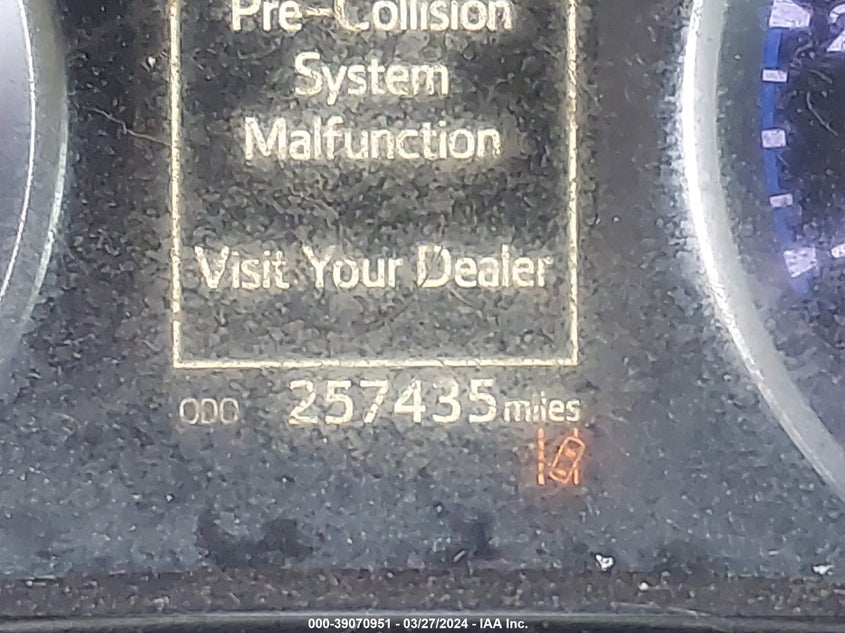 Pre-Collision
System
Malfunction
Visit Your Dealer
ODO 257435 miles
000-39070951 - 03/27/2024 - IAA Inc.